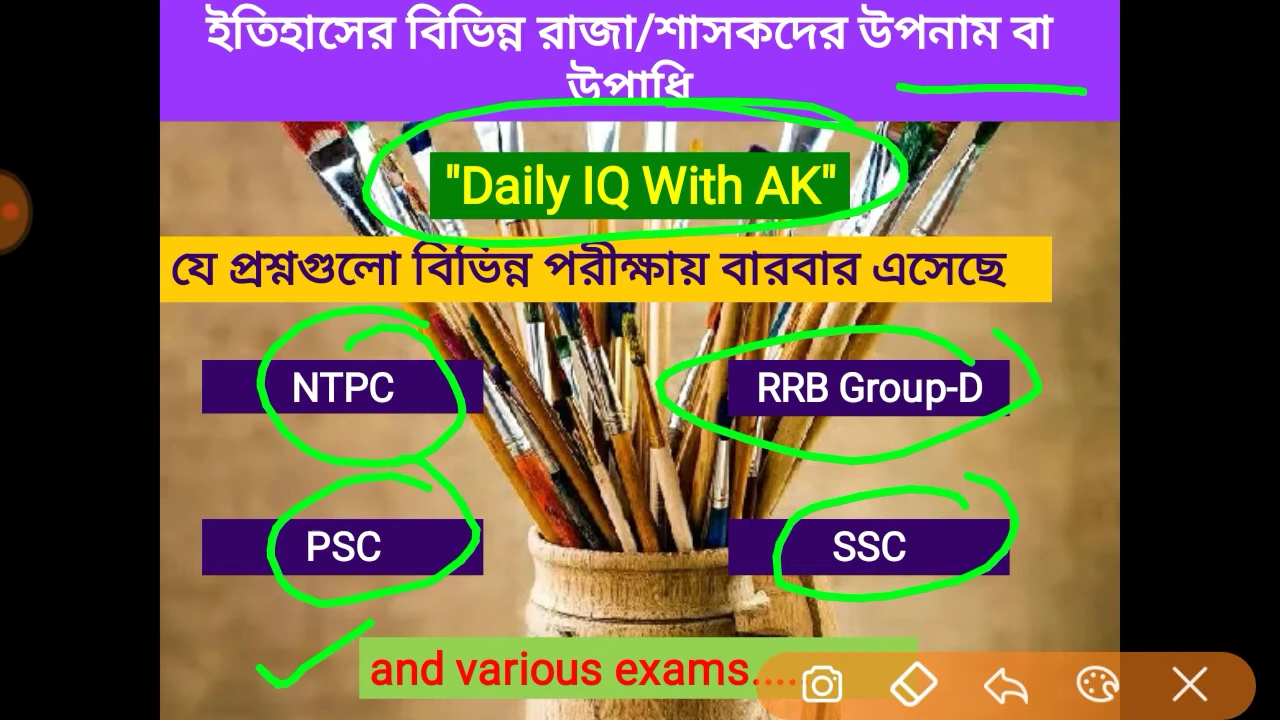 ইতিহাসের বিভিন্ন রাজা/শাসকদের উপনাম বা
উপাধি
"Daily IQ With AK"
যে প্রশ্নগুলো বিভিন্ন পরীক্ষায় বারবার এসেছে
NTPC
RRB Group-D
PSC
SSC
and various exams.....